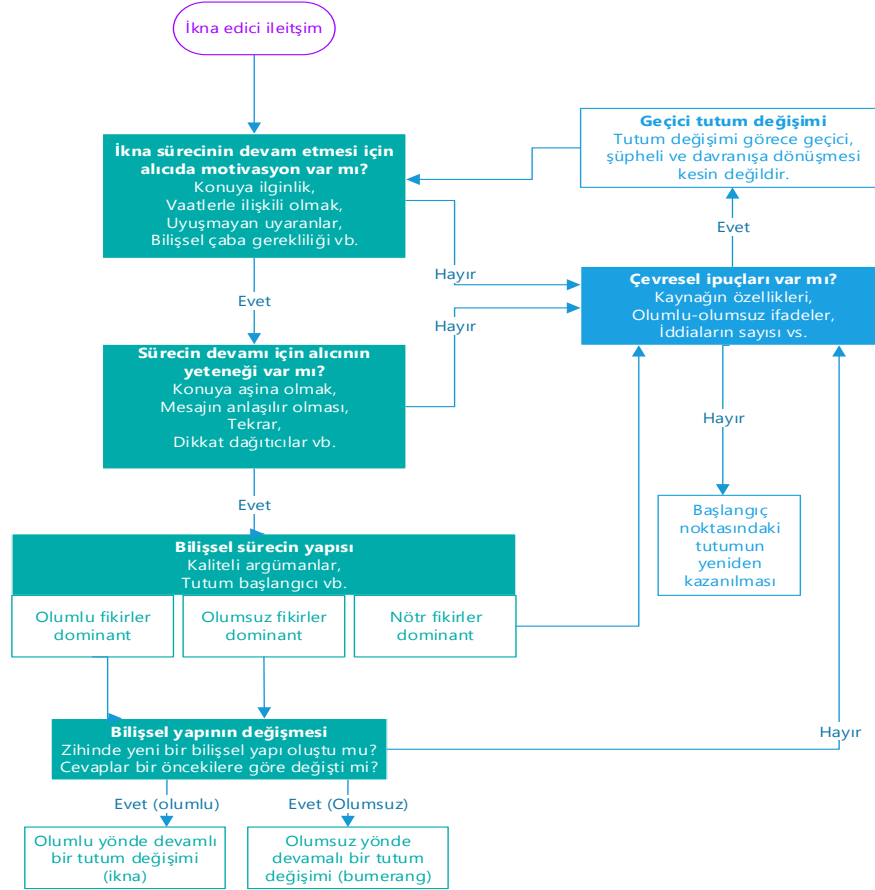 İkna edici ileitşim
İkna sürecinin devam etmesi için
alıcıda motivasyon var mı?
Konuya ilginlik,
Vaatlerle ilişkili olmak,
Uyuşmayan uyaranlar,
Bilişsel çaba gerekliliği vb.
Geçici tutum değişimi
Tutum değişimi görece geçici,
şüpheli ve davranışa dönüşmesi
kesin değildir.
Evet
Hayır
Çevresel ipuçları var mı?
Kaynağın özellikleri,
Olumlu-olumsuz ifadeler,
İddiaların sayısı vs.
Evet
Hayır
Sürecin devamı için alıcının
yeteneği var mı?
Konuya aşina olmak,
Mesajın anlaşılır olması,
Tekrar,
Dikkat dağıtıcılar vb.
Hayır
Evet
Başlangıç
noktasındaki
tutumun
yeniden
kazanılması
Bilişsel sürecin yapısı
Kaliteli argümanlar,
Tutum başlangıcı vb.
Olumlu fikirler
dominant
Olumsuz fikirler
dominant
Nötr fikirler
dominant
Bilişsel yapının değişmesi
Zihinde yeni bir bilişsel yapı oluştu mu?
Cevaplar bir öncekilere göre değişti mi?
Hayır
Evet (olumlu)
Evet (Olumsuz)
Olumlu yönde devamlı
bir tutum değişimi
(ikna)
Olumsuz yönde
devamalı bir tutum
değişimi (bumerang)